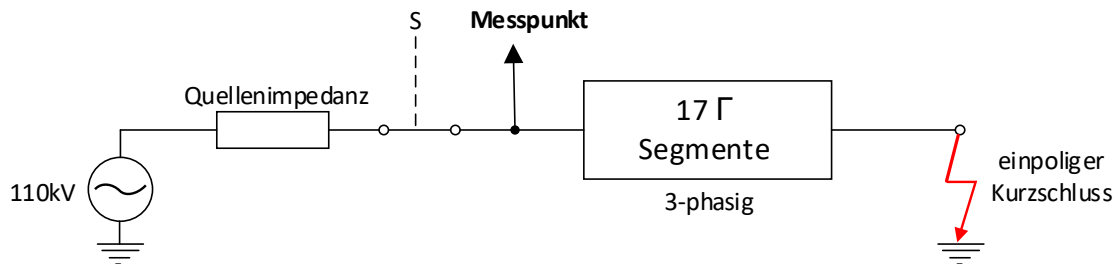 S
Messpunkt
Quellenimpedanz
110kV
17 Γ
Segmente
3-phasig
einpoliger
Kurzschluss